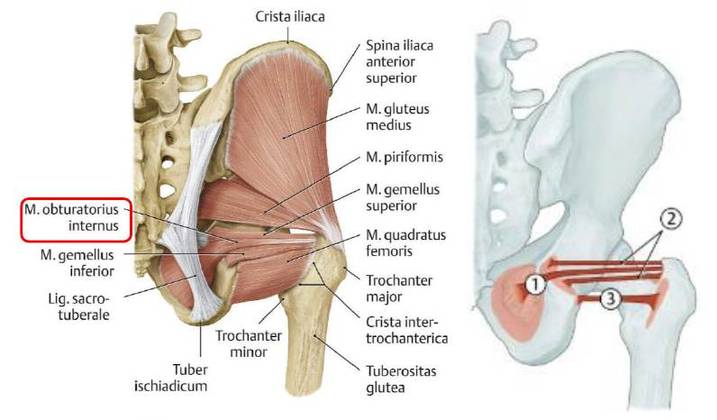 Crista iliaca
Spina iliaca
anterior
superior
M. gluteus
medius
M. piriformis
M. gemellus
superior
M. quadratus
femoris
Trochanter
major
Crista inter-
trochanterica
Tuberositas
glutea
M. obturatorius
internus
M. gemellus
inferior
Lig. sacro-
tuberale
Trochanter
minor
Tuber
ischiadicum
1
2
3